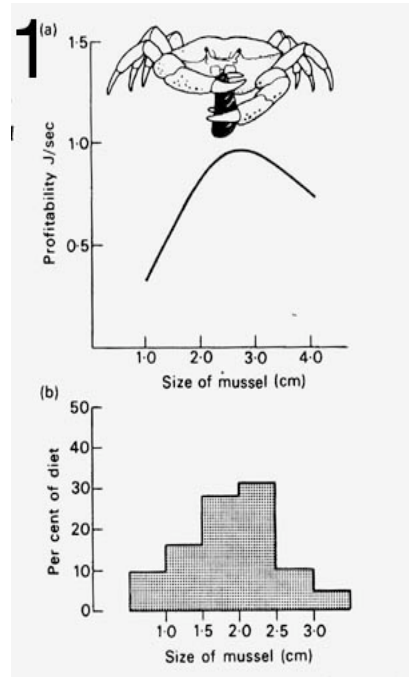 1
(a)
Profitability J/sec
1·5
1·0
0·5
1·0 2·0 3·0 4·0
Size of mussel (cm)
(b)
Per cent of diet
50
40
30
20
10
0
1·0 1·5 2·0 2·5 3·0
Size of mussel (cm)